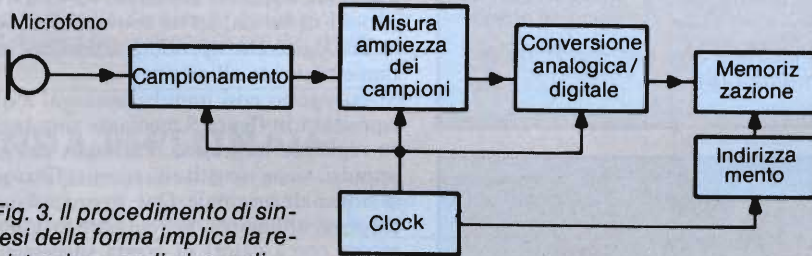 Microfono
Campionamento
Misura
ampiezza
dei
campioni
Conversione
analogica/
digitale
Memoriz
zazione
Indirizza
mento
Clock
Fig. 3. Il procedimento di sin-
tesi della forma implica la re-